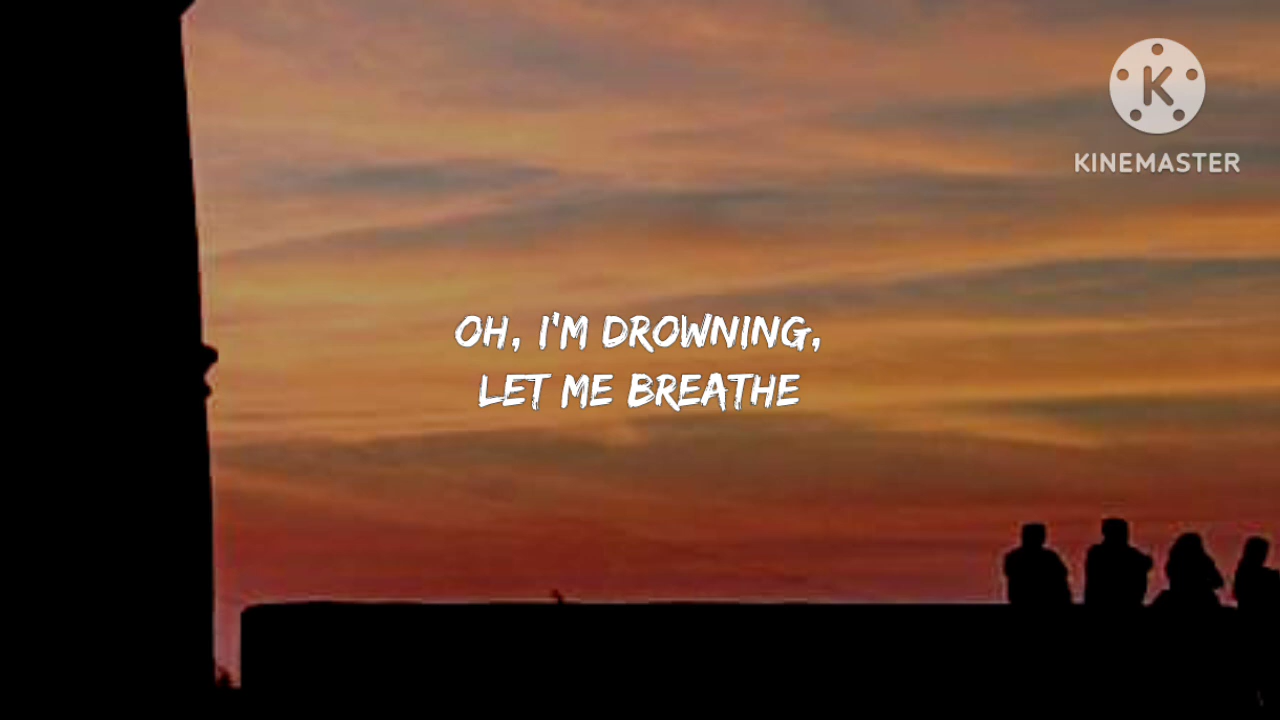 K
KINEMASTER
OH, I'M DROWNING,
LET ME BREATHE